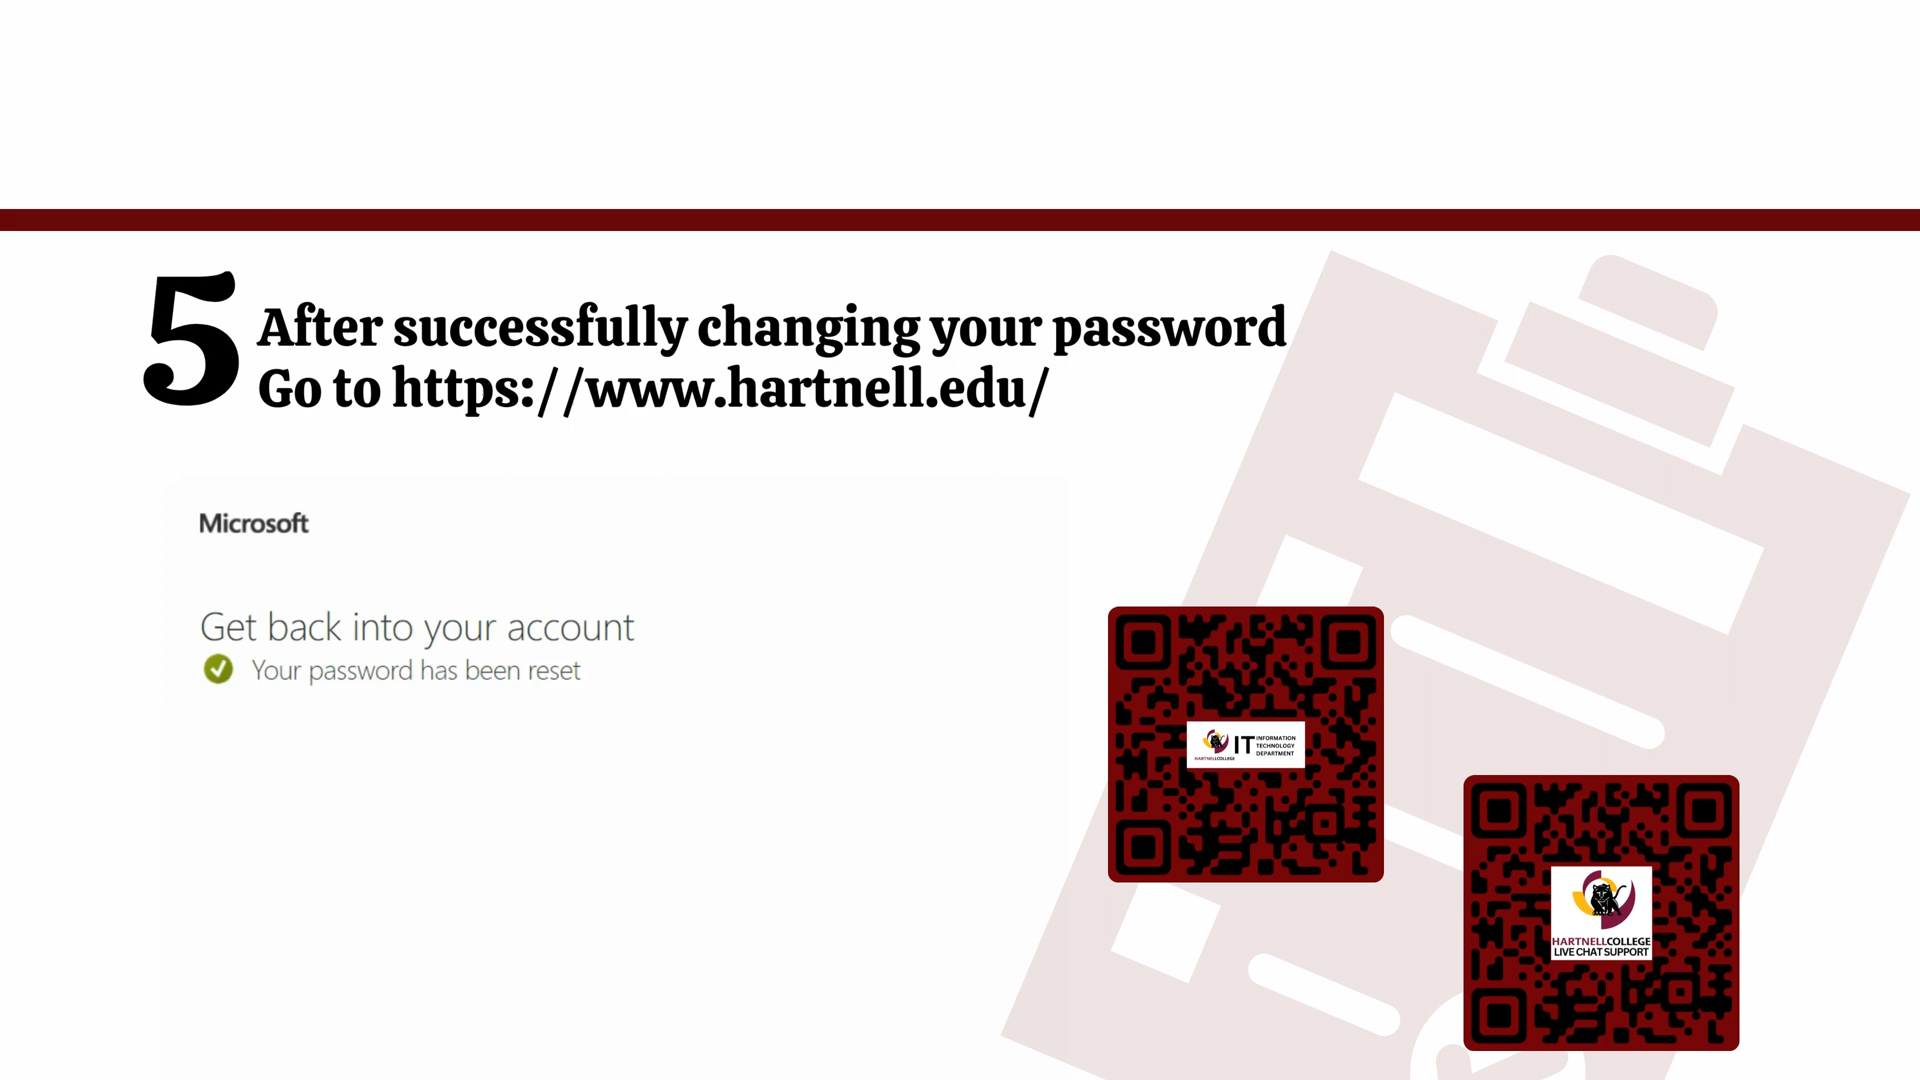 5
After successfully changing your password
Go to https://www.hartnell.edu/
Microsoft
Get back into your account
Your password has been reset
HARTNELLCOLLEGE
IT
INFORMATION
TECHNOLOGY
DEPARTMENT
HARTNELLCOLLEGE
LIVE CHAT SUPPORT